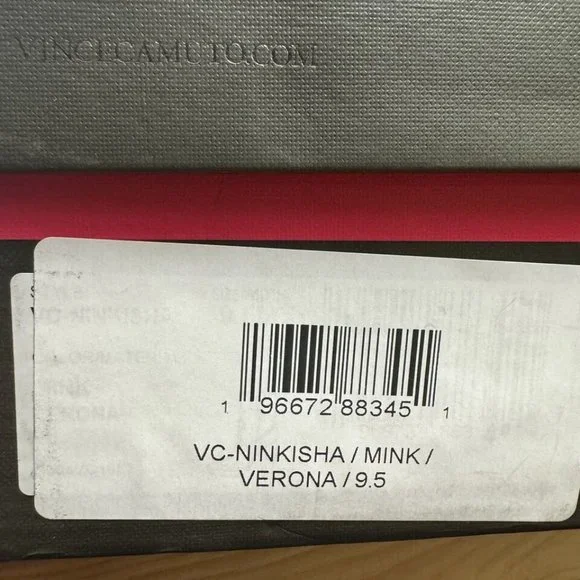 VINCECAMUTO.COM
1 96672 88345 1
VC-NINKISHA / MINK /
VERONA / 9.5